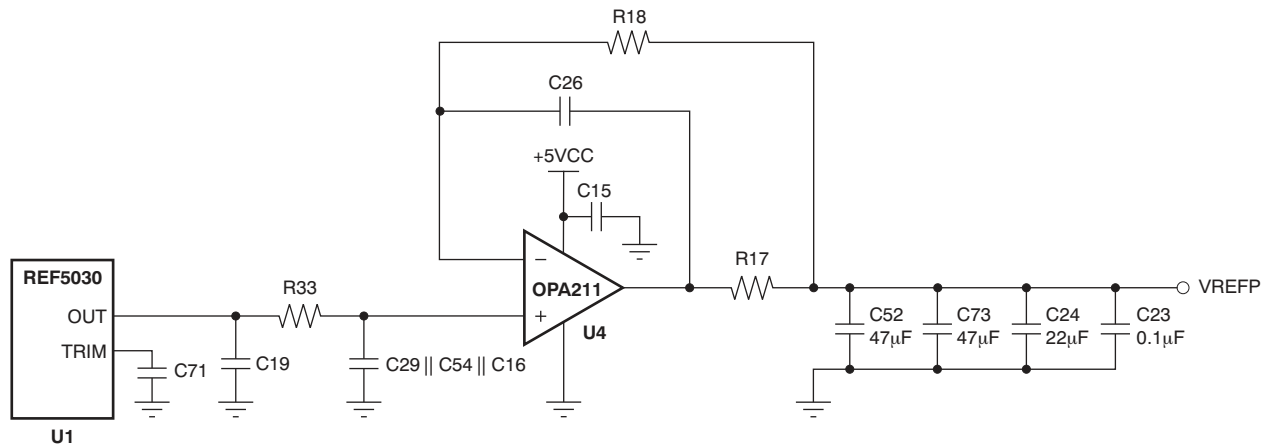 R18
C26
+5VCC
C15
REF5030
OUT
TRIM
U1
C71
C19
R33
C29 || C54 || C16
−
OPA211
+
U4
R17
C52
47µF
C73
47µF
C24
22µF
C23
0.1µF
VREFP